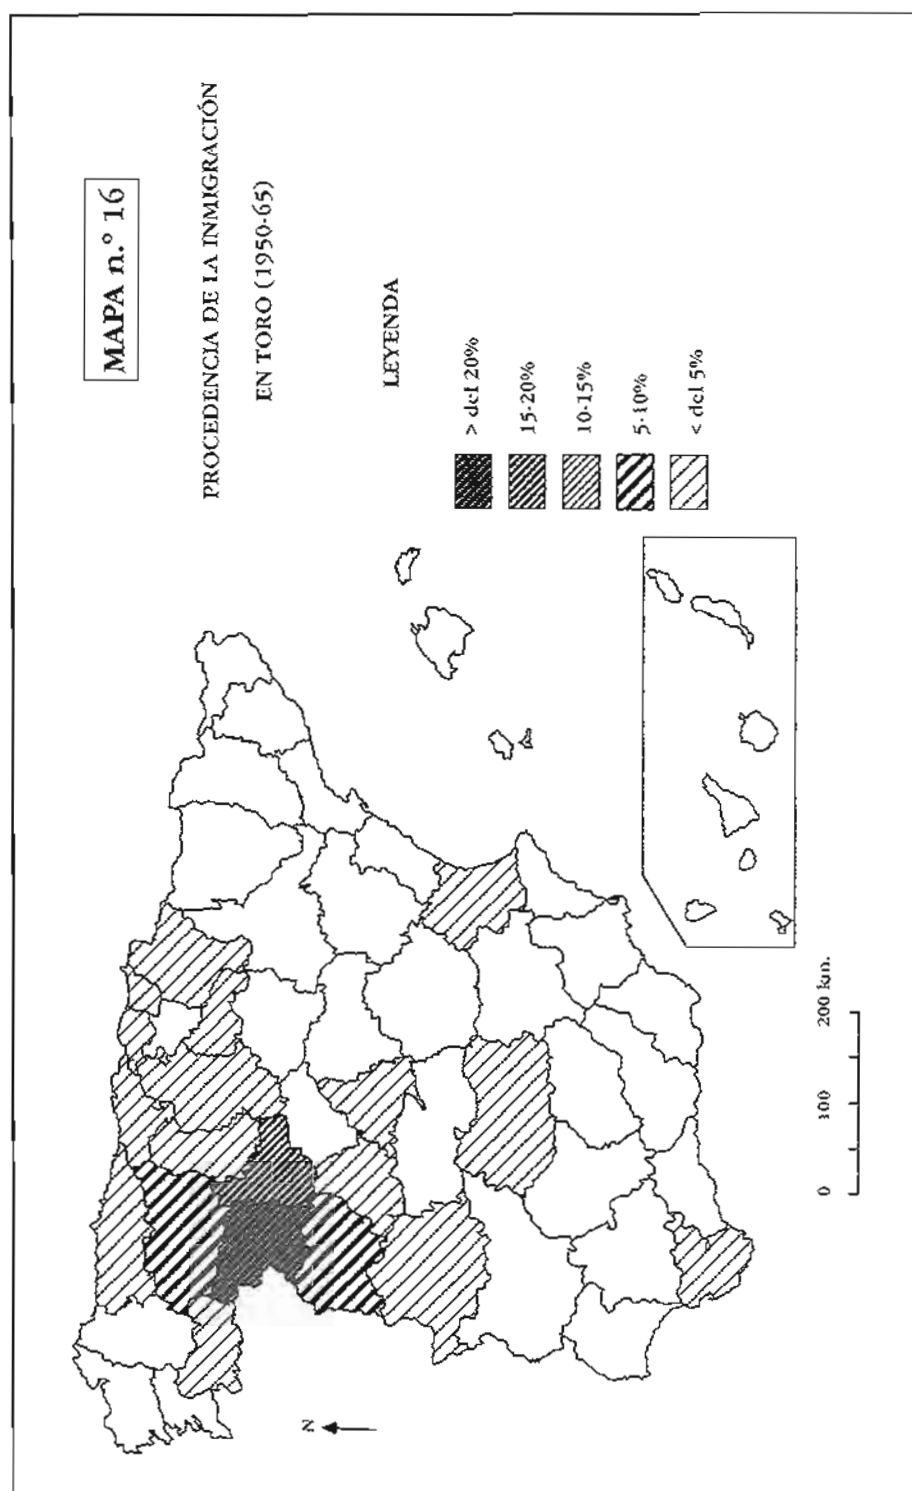 MAPA n.° 16
PROCEDENCIA DE LA INMIGRACIÓN
EN TORO (1950-65)
LEYENDA
> del 20%
15-20%
10-15%
5-10%
< del 5%
N
0 100 200 km.